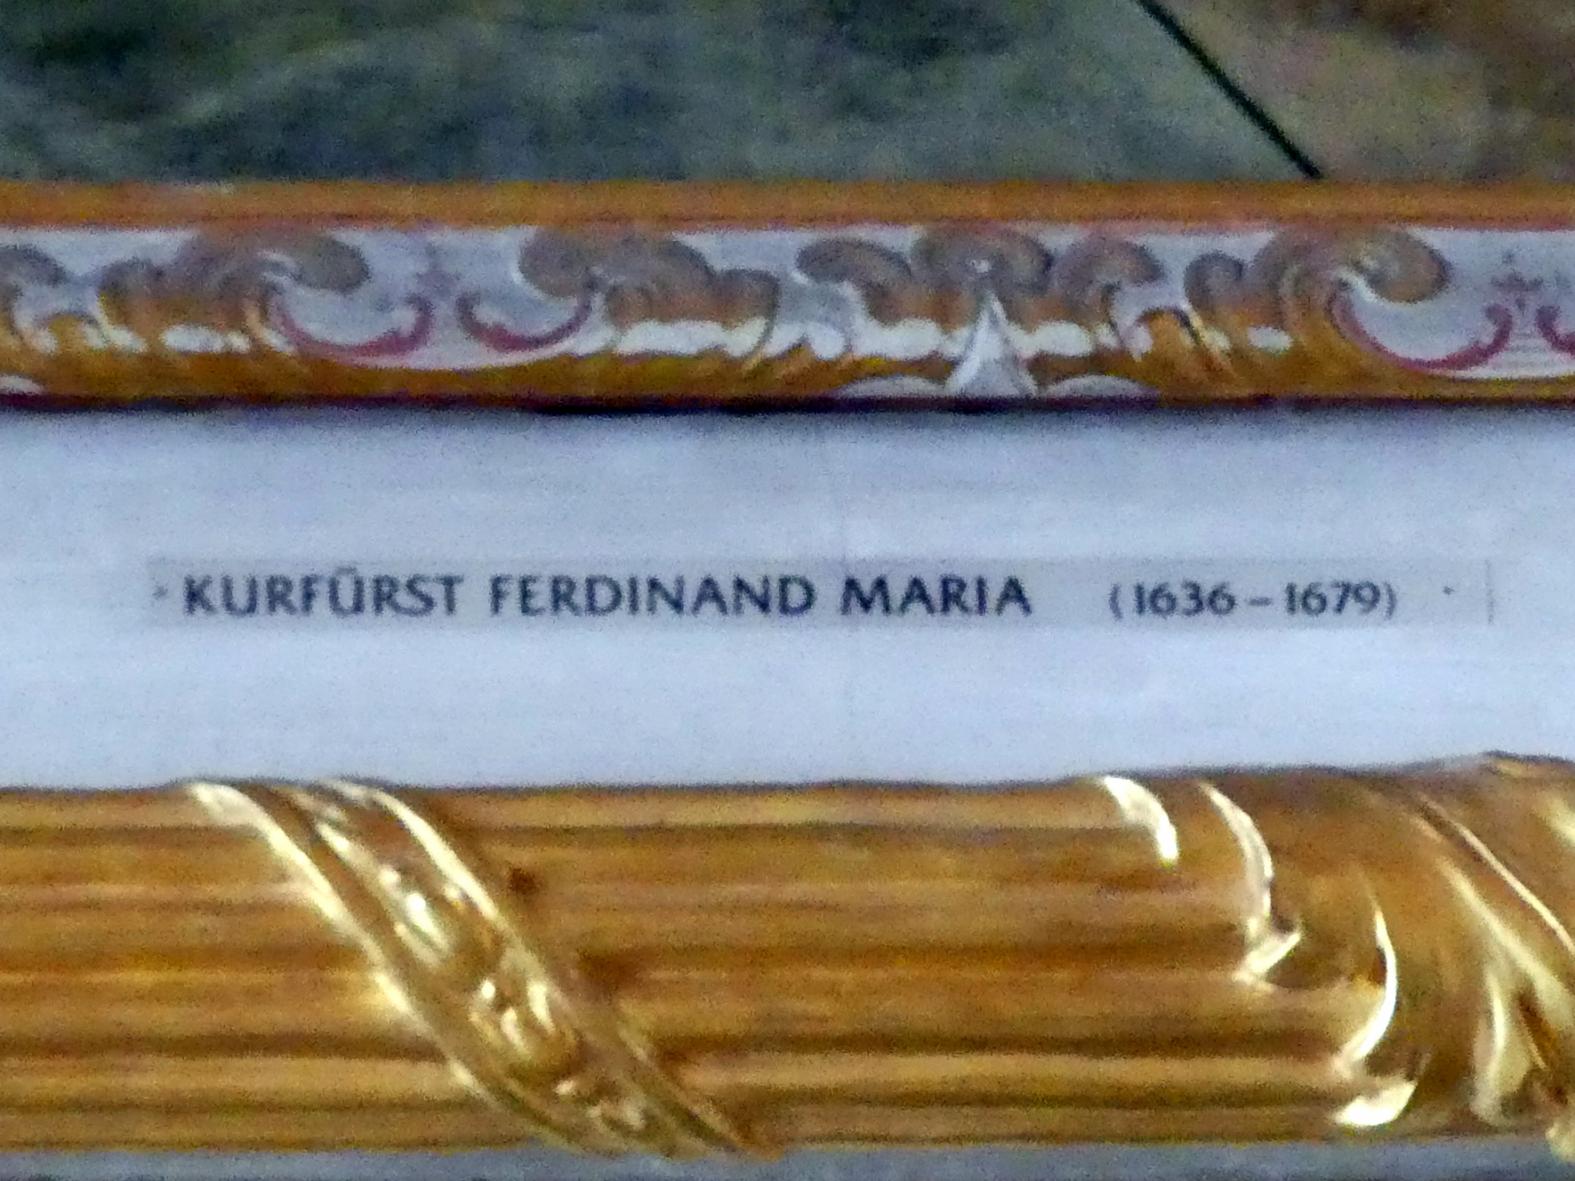 KURFÜRST FERDINAND MARIA (1636–1679)